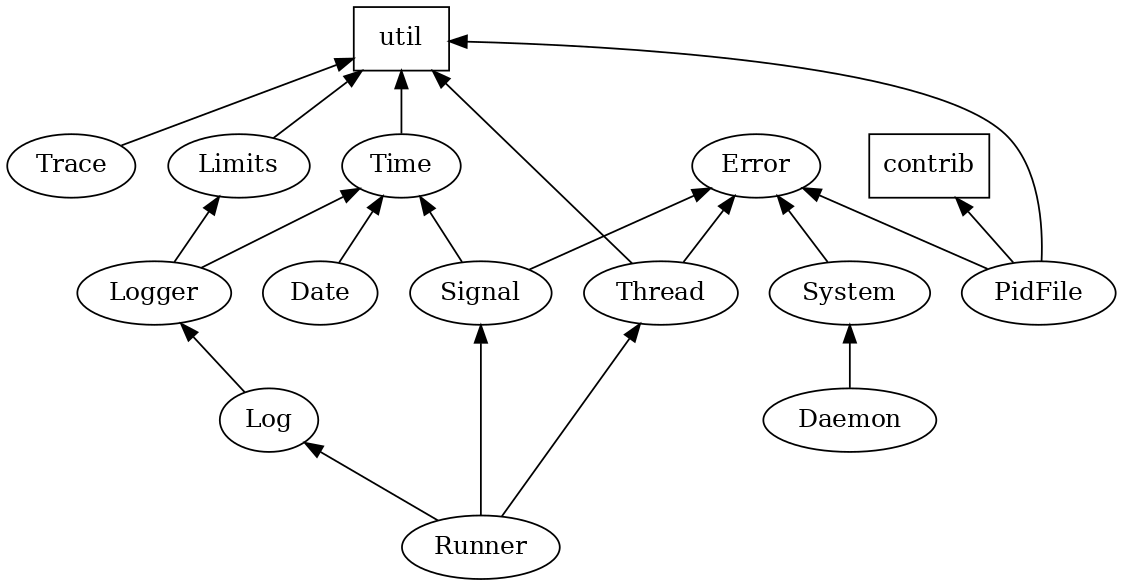 util
Trace
Limits
Time
Error
contrib
Logger
Date
Signal
Thread
System
PidFile
Log
Daemon
Runner